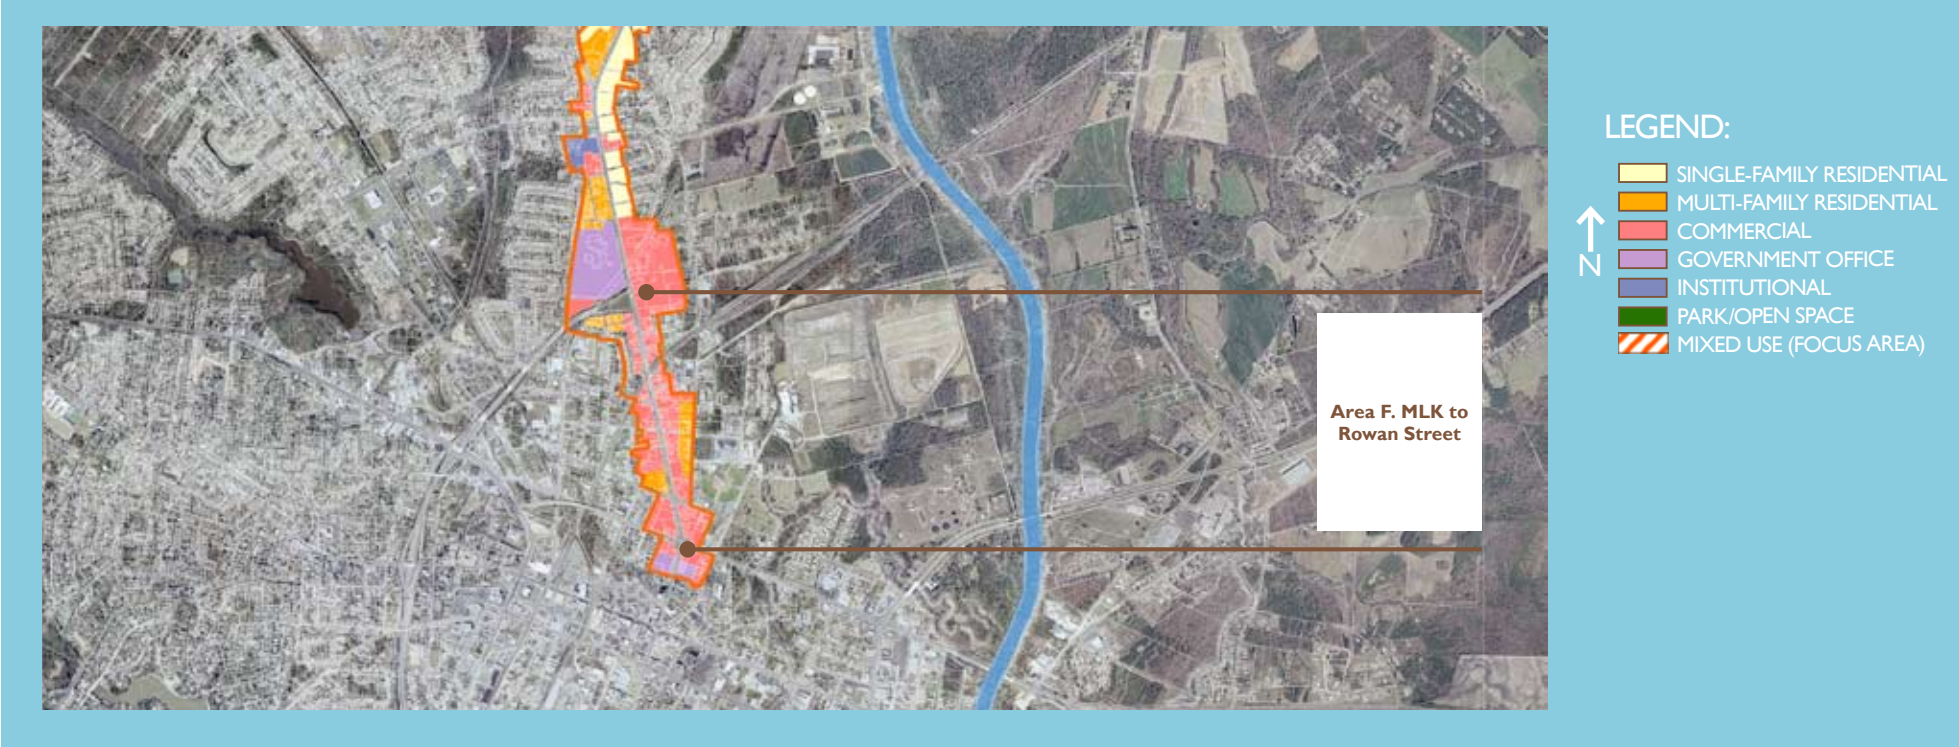 LEGEND:
SINGLE-FAMILY RESIDENTIAL
MULTI-FAMILY RESIDENTIAL
COMMERCIAL
GOVERNMENT OFFICE
INSTITUTIONAL
PARK/OPEN SPACE
MIXED USE (FOCUS AREA)
N
Area F. MLK to
Rowan Street